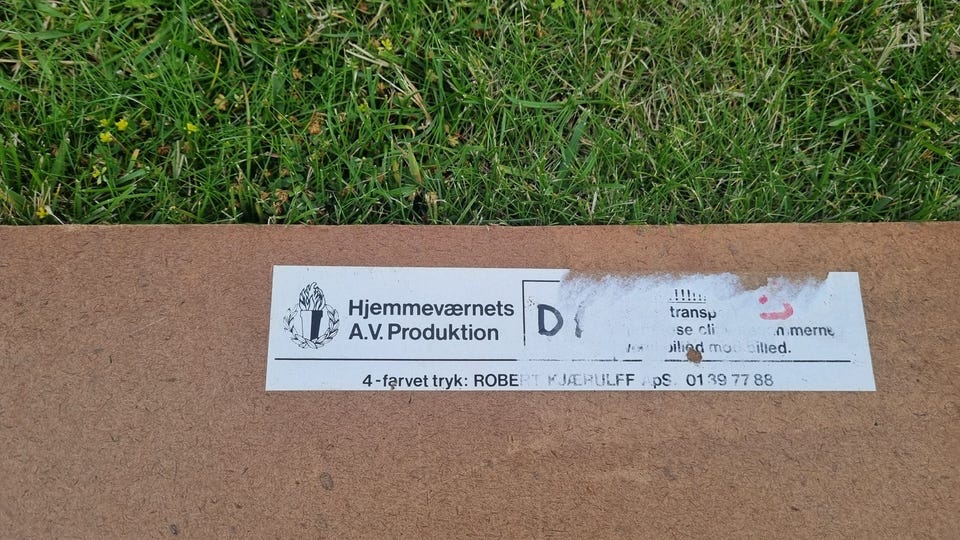 Hjemmeværnets
A.V. Produktion
D
!!!!!
transp
billed mod billed.
4-farvet tryk: ROBERT KJÆRULFF ApS. 01 39 77 88